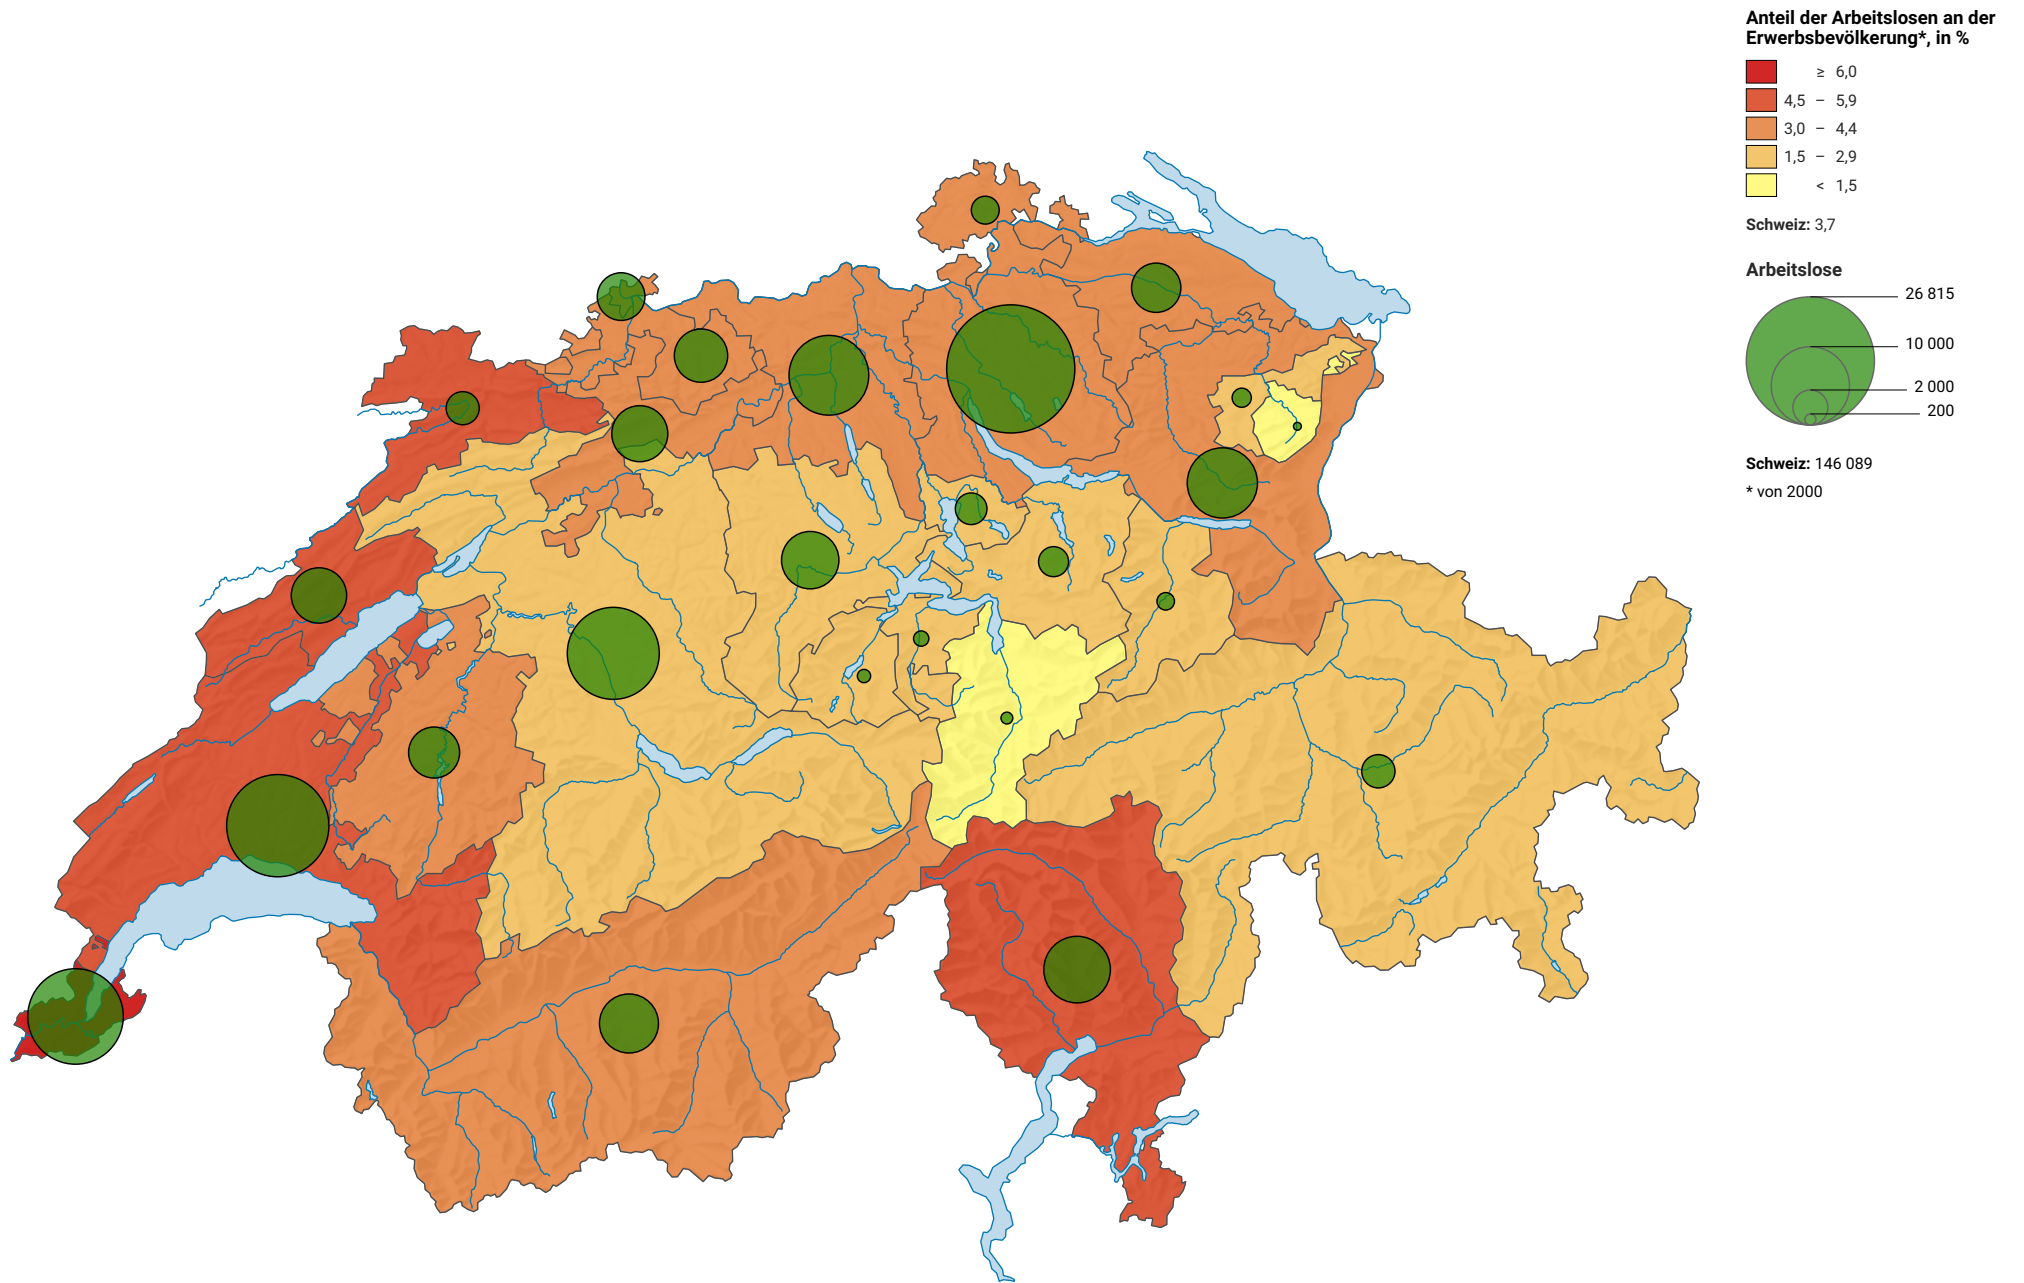 Anteil der Arbeitslosen an der
Erwerbsbevölkerung*, in %
≥ 6,0
4,5 – 5,9
3,0 – 4,4
1,5 – 2,9
< 1,5
Schweiz: 3,7
Arbeitslose
26 815
10 000
2 000
200
Schweiz: 146 089
* von 2000